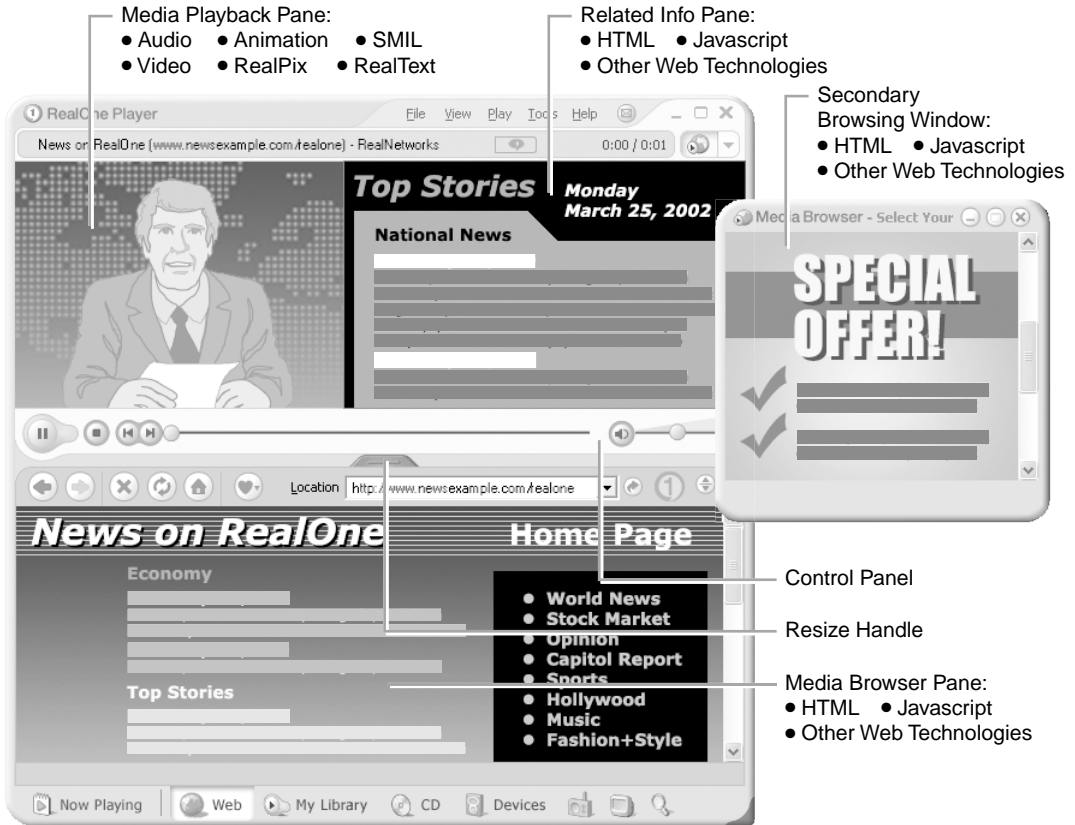 Media Playback Pane:
● Audio ● Animation ● SMIL
● Video ● RealPix ● RealText
Related Info Pane:
● HTML ● Javascript
● Other Web Technologies
Secondary
Browsing Window:
● HTML ● Javascript
● Other Web Technologies
RealOne Player
File View Play Tools Help
News on RealOne (www.newsexample.com/realone) - RealNetworks
0:00 / 0:01
Top Stories
Monday
March 25, 2002
National News
Media Browser - Select Your
SPECIAL
OFFER!
Location http://www.newsexample.com/realone
News on RealOne
Home Page
Economy
Top Stories
● World News
● Stock Market
● Opinion
● Capitol Report
● Sports
● Hollywood
● Music
● Fashion+Style
Control Panel
Resize Handle
Media Browser Pane:
● HTML ● Javascript
● Other Web Technologies
Now Playing Web My Library CD Devices